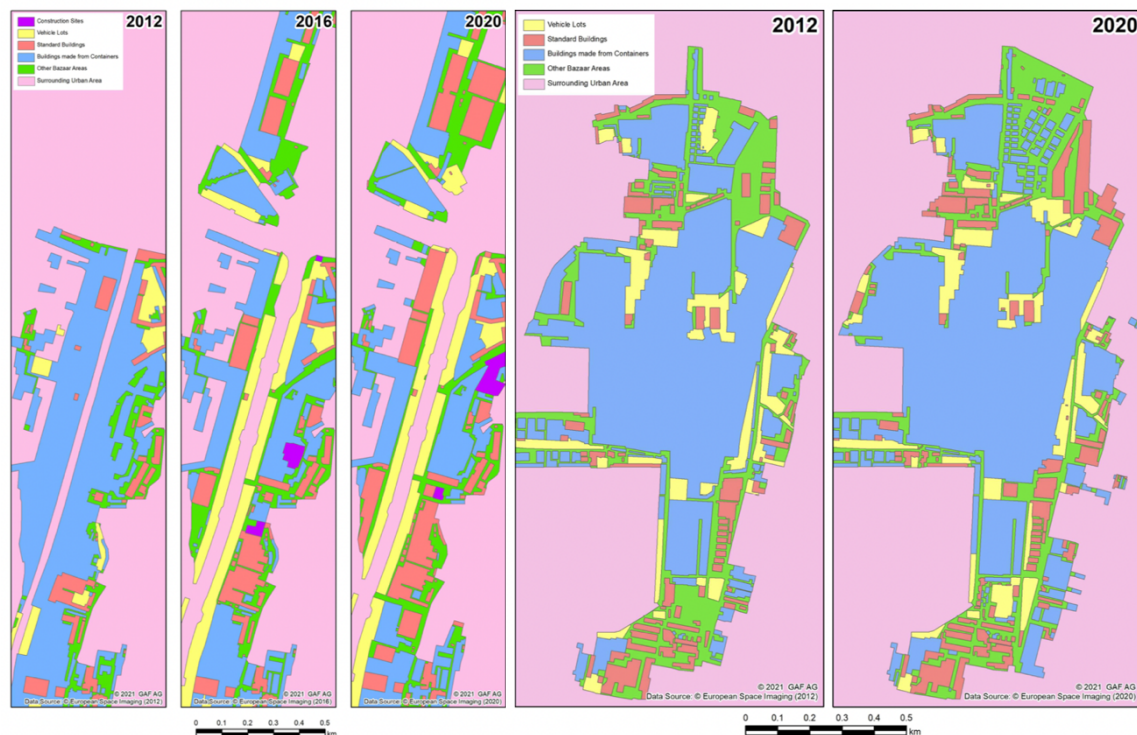 2012
Construction Sites
Vehicle Lots
Standard Buildings
Buildings made from Containers
Other Bazaar Areas
Surrounding Urban Area
© 2021 GAF AG
Data Source: © European Space Imaging (2012)
2016
© 2021 GAF AG
Data Source: © European Space Imaging (2016)
2020
© 2021 GAF AG
Data Source: © European Space Imaging (2020)
0 0.1 0.2 0.3 0.4 0.5
km
2012
Vehicle Lots
Standard Buildings
Buildings made from Containers
Other Bazaar Areas
Surrounding Urban Area
© 2021 GAF AG
Data Source: © European Space Imaging (2012)
2020
© 2021 GAF AG
Data Source: © European Space Imaging (2020)
0 0.1 0.2 0.3 0.4 0.5
km